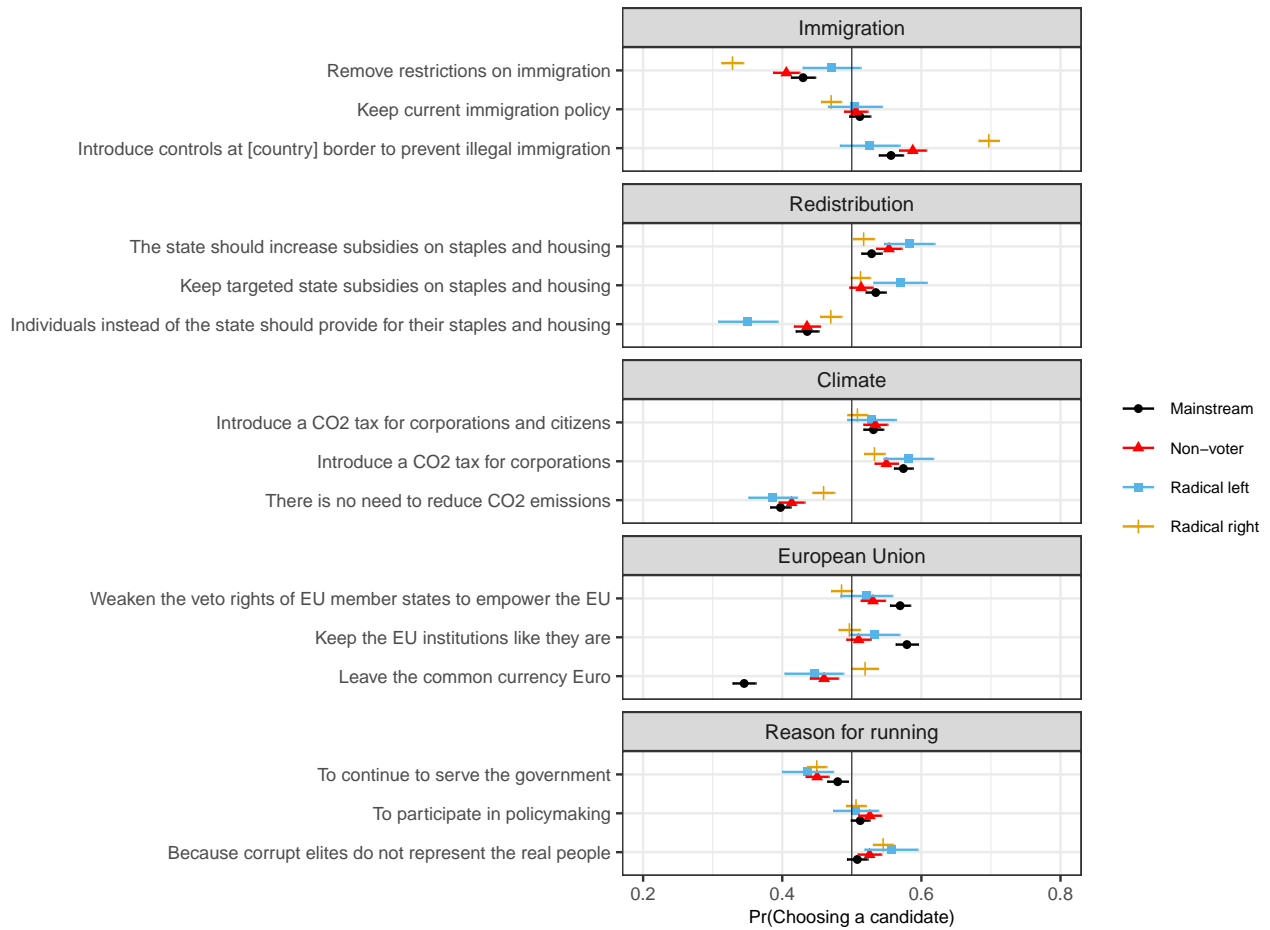 Immigration
Remove restrictions on immigration
Keep current immigration policy
Introduce controls at [country] border to prevent illegal immigration
Redistribution
The state should increase subsidies on staples and housing
Keep targeted state subsidies on staples and housing
Individuals instead of the state should provide for their staples and housing
Climate
Introduce a CO2 tax for corporations and citizens
Introduce a CO2 tax for corporations
There is no need to reduce CO2 emissions
Mainstream
Non−voter
Radical left
Radical right
European Union
Weaken the veto rights of EU member states to empower the EU
Keep the EU institutions like they are
Leave the common currency Euro
Reason for running
To continue to serve the government
To participate in policymaking
Because corrupt elites do not represent the real people
0.2 0.4 0.6 0.8
Pr(Choosing a candidate)